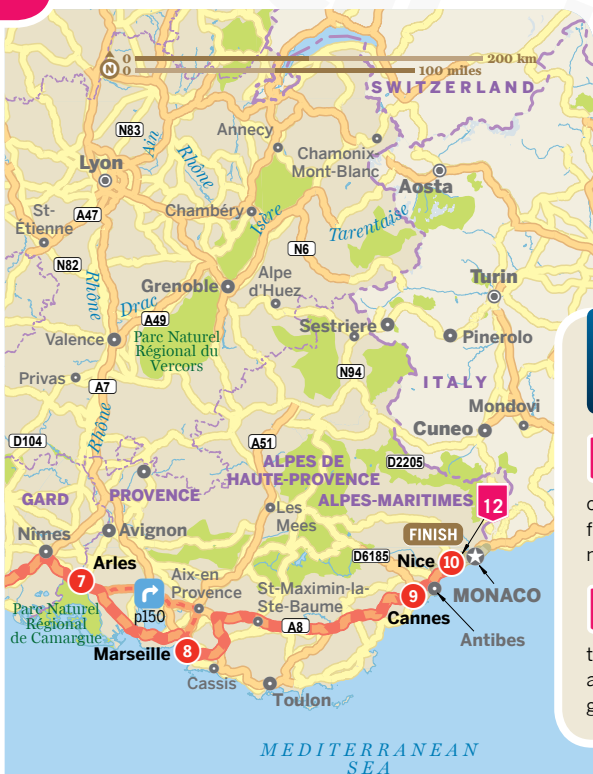 0 200 km
N 0 100 miles
SWITZERLAND
N83
Ain
Annecy
Rhône
Chamonix
Mont-Blanc
Lyon
Aosta
St-
Étienne
A47
Chambéry
Isère
Tarentaise
N82
N6
Rhône
Grenoble
Alpe
d'Huez
Turin
Drac
A49
Sestriere
Valence
Parc Naturel
Régional du
Vercors
Pinerolo
Privas
A7
N94
ITALY
Mondovi
Rhône
Cuneo
D104
A51
ALPES DE
HAUTE-PROVENCE
D2205
GARD
PROVENCE
ALPES-MARITIMES
12
Les
Mees
Nîmes
Avignon
FINISH
D6185
Nice 10
Arles
7
Aix-en
Provence
St-Maximin-la-
Ste-Baume
9
MONACO
p150
Parc Naturel
Régional
de Camargue
A8
Cannes
Marseille 8
Antibes
Cassis
Toulon
MEDITERRANEAN
SEA